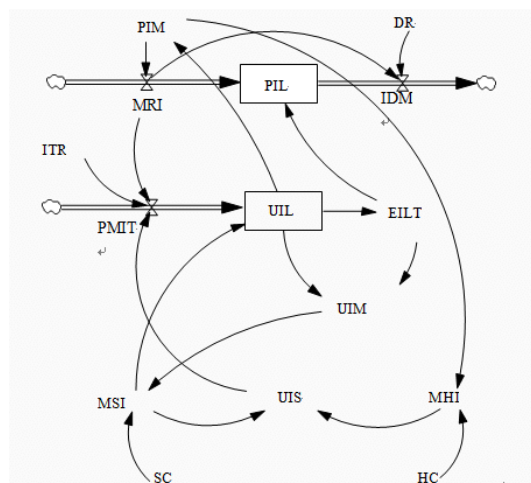 PIM
DR
PIL
MRI
IDM
ITR
UIL
EILT
PMIT
UIM
MSI
UIS
MHI
SC
HC